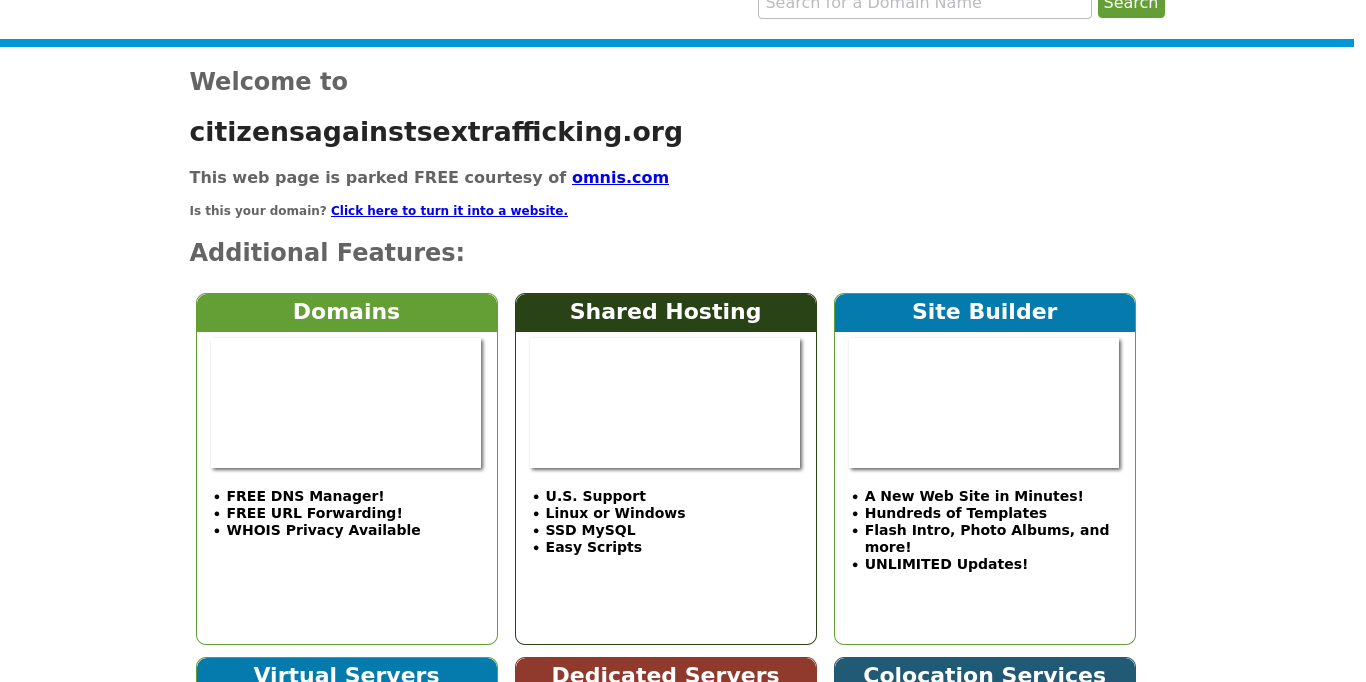 Search for a Domain Name Search
Welcome to
citizensagainstsextrafficking.org
This web page is parked FREE courtesy of omnis.com
Is this your domain? Click here to turn it into a website.
Additional Features:
Domains
FREE DNS Manager!
FREE URL Forwarding!
WHOIS Privacy Available
Shared Hosting
U.S. Support
Linux or Windows
SSD MySQL
Easy Scripts
Site Builder
A New Web Site in Minutes!
Hundreds of Templates
Flash Intro, Photo Albums, and
more!
UNLIMITED Updates!
Virtual Servers
Dedicated Servers
Colocation Services